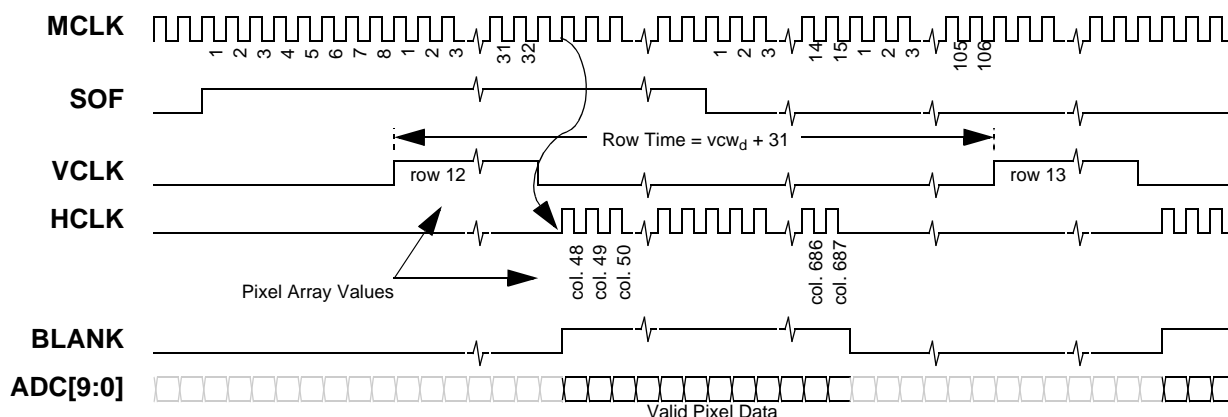 MCLK
1 2 3 4 5 6 7 8 1 2 3 31 32 1 2 3 14 15 1 2 3 105 106
SOF
Row Time = vcwd + 31
VCLK
row 12 row 13
HCLK
col. 48 col. 49 col. 50 col. 686 col. 687
Pixel Array Values
BLANK
ADC[9:0]
Valid Pixel Data